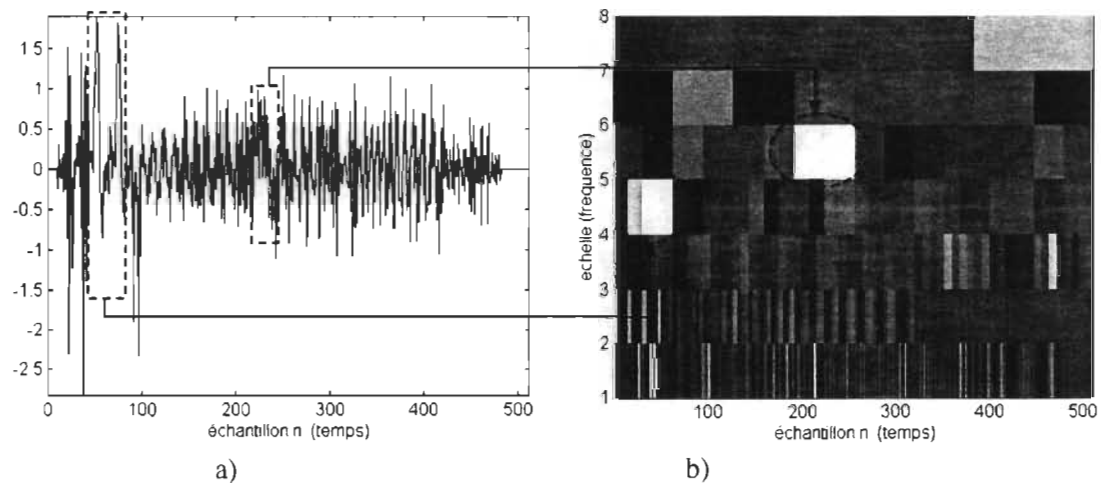 1 5
1
0.5
0
-0.5
-1
-1.5
-2
-2 5
0 100 200 300 400 500
échantillon n (temps)
a)
8
7
6
5
4
3
2
1
echelle (frequence)
100 200 300 400 500
échantillon n (temps)
b)